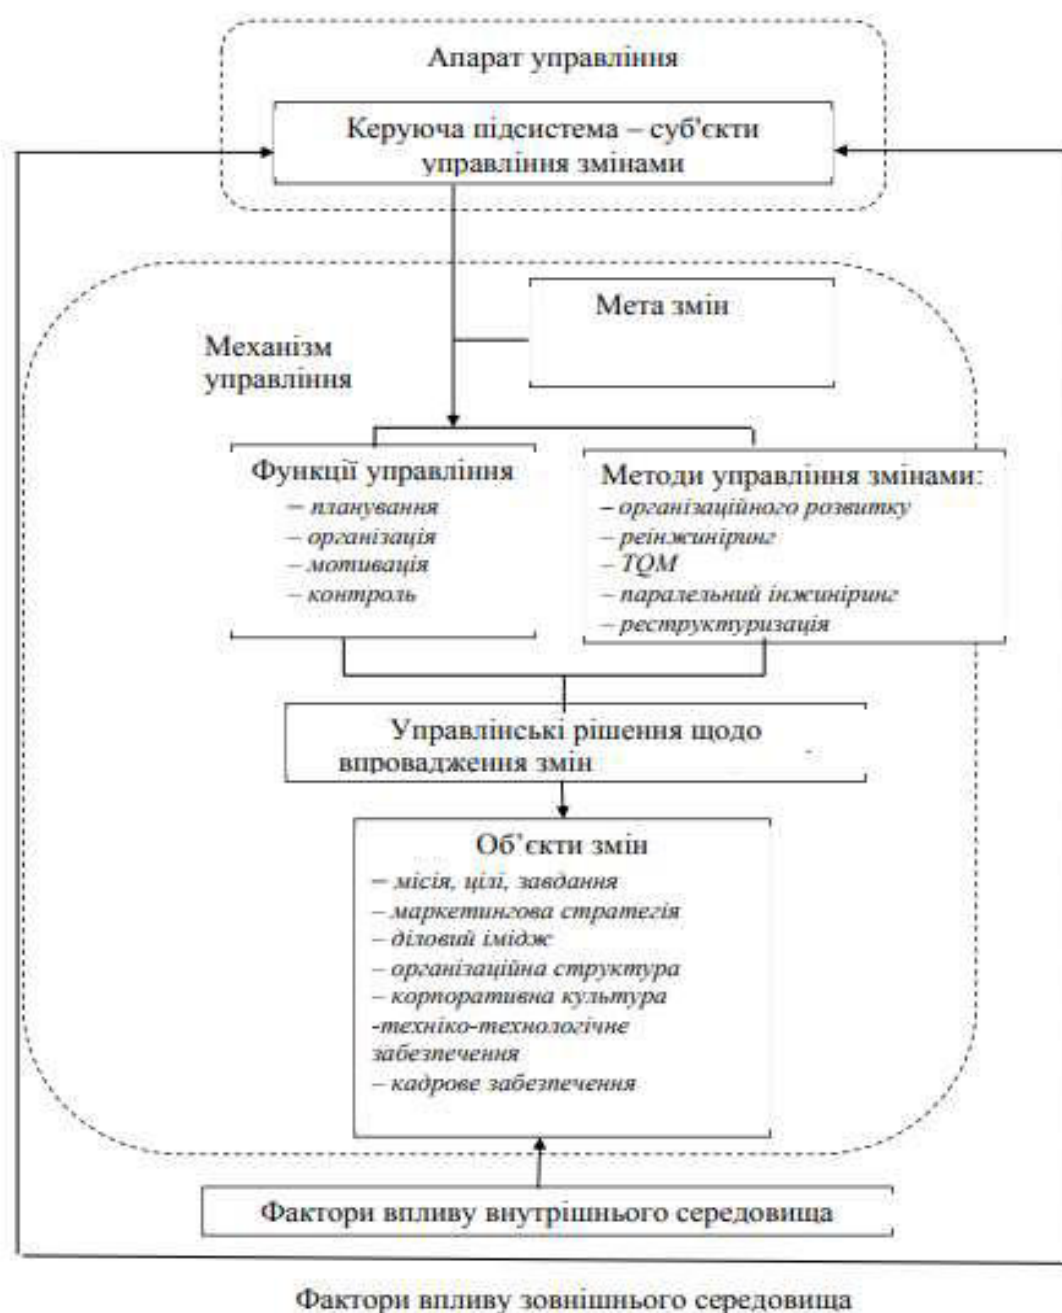 Апарат управління
Керуюча підсистема – суб'єкти
управління змінами
Мета змін
Механізм
управління
Функції управління
– планування
– організація
– мотивація
– контроль
Методи управління змінами:
– організаційного розвитку
– реінжиніринг
– TQM
– паралельний інжиніринг
– реструктуризація
Управлінські рішення щодо
впровадження змін
Об’єкти змін
– місія, цілі, завдання
– маркетингова стратегія
– діловий імідж
– організаційна структура
– корпоративна культура
-техніко-технологічне
забезпечення
– кадрове забезпечення
Фактори впливу внутрішнього середовища
Фактори впливу зовнішнього середовища